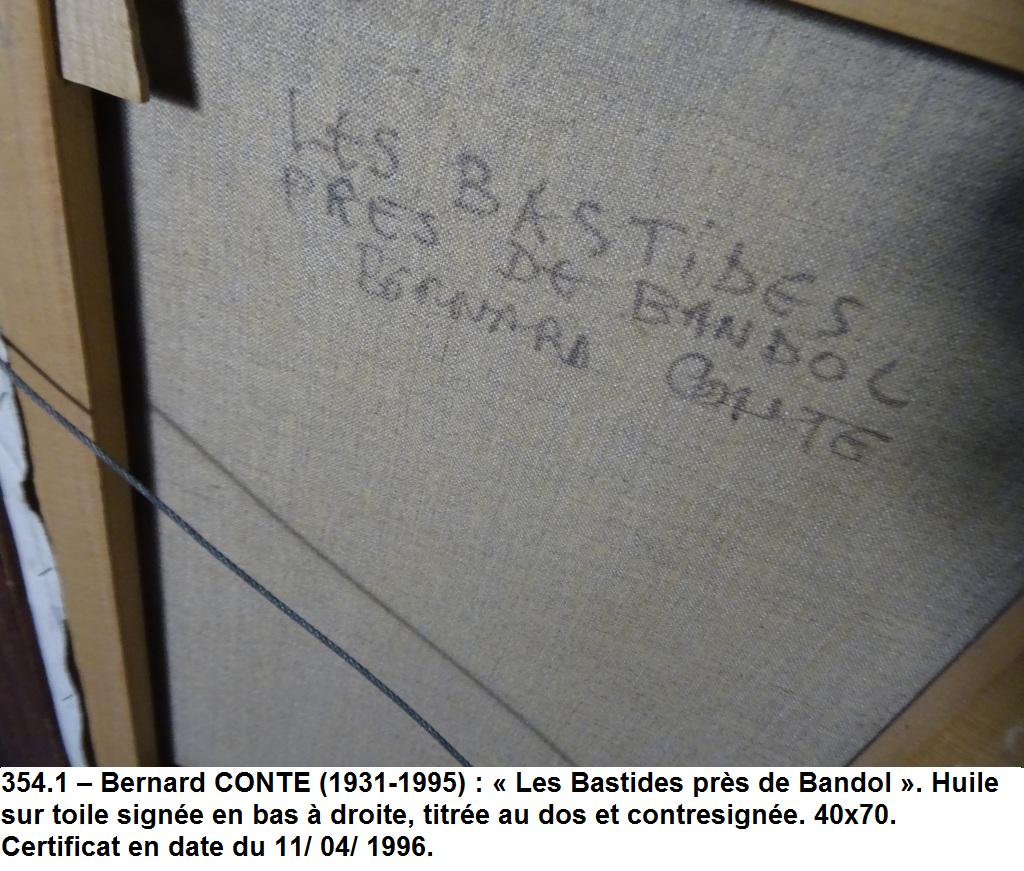 LES BASTiDES
PRES DE BANDOL
BERNARD CONTE
354.1 – Bernard CONTE (1931-1995) : « Les Bastides près de Bandol ». Huile
sur toile signée en bas à droite, titrée au dos et contresignée. 40x70.
Certificat en date du 11/ 04/ 1996.